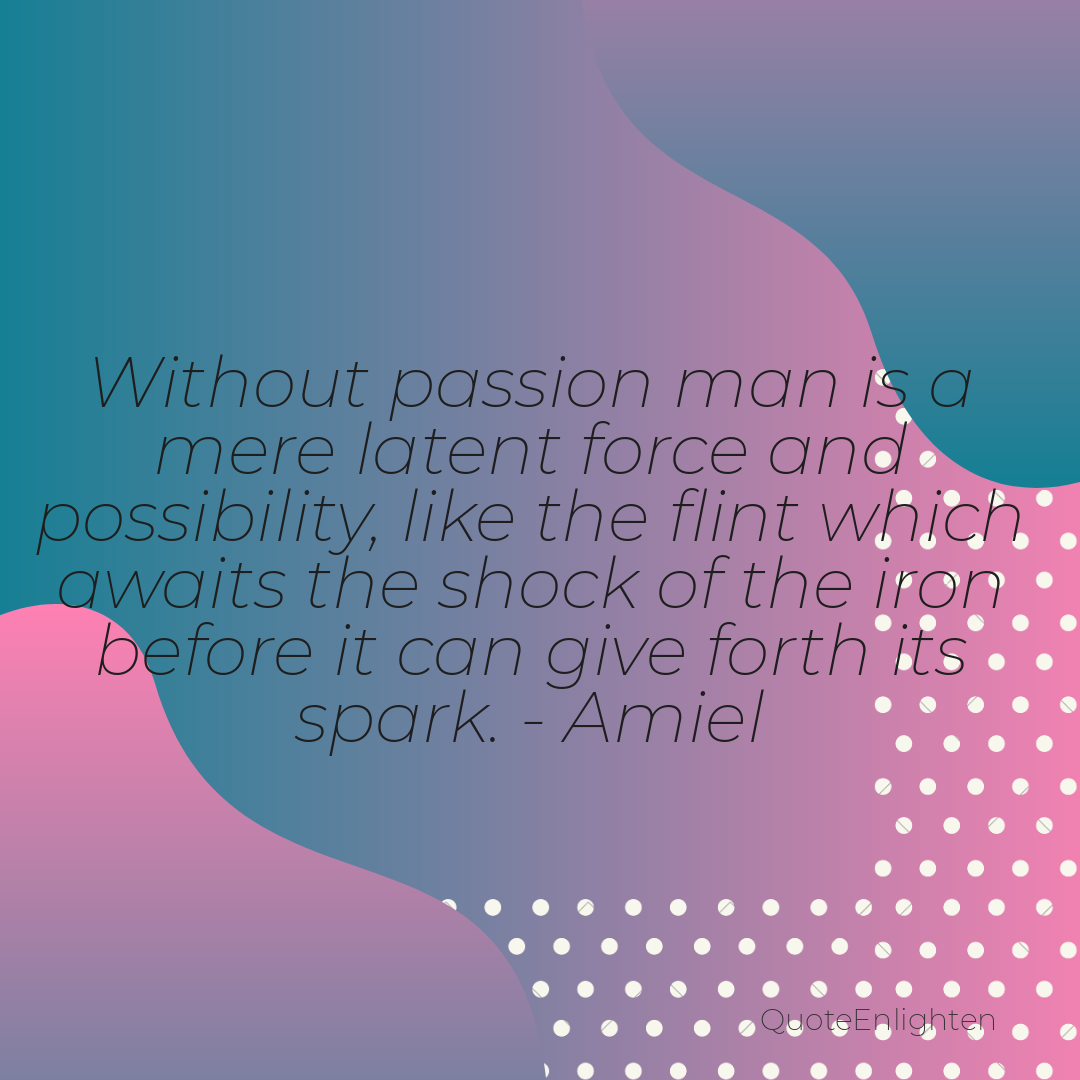 Without passion man is a
mere latent force and
possibility, like the flint which
awaits the shock of the iron
before it can give forth its
spark. - Amiel
QuoteEnlighten